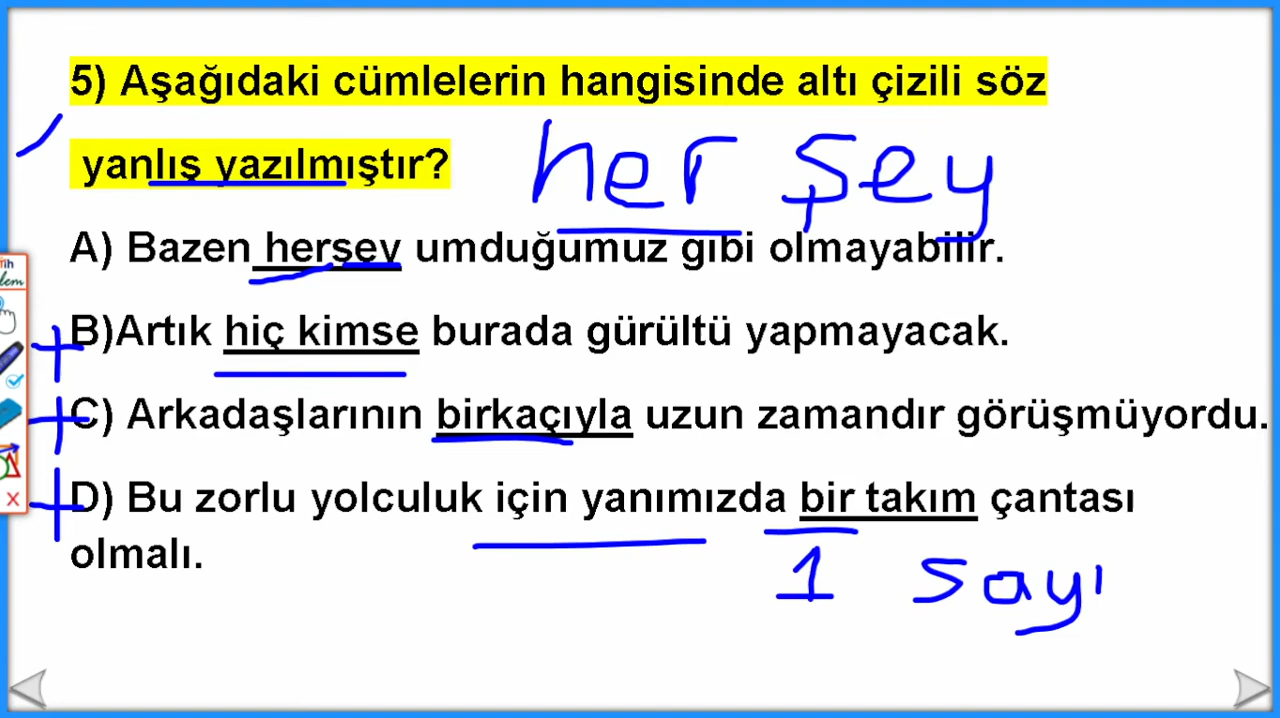 5) Aşağıdaki cümlelerin hangisinde altı çizili söz
yanlış yazılmıştır?
her şey
A) Bazen herşey umduğumuz gibi olmayabilir.
B)Artık hiç kimse burada gürültü yapmayacak.
C) Arkadaşlarının birkaçıyla uzun zamandır görüşmüyordu.
D) Bu zorlu yolculuk için yanımızda bir takım çantası
olmalı.
1 sayı